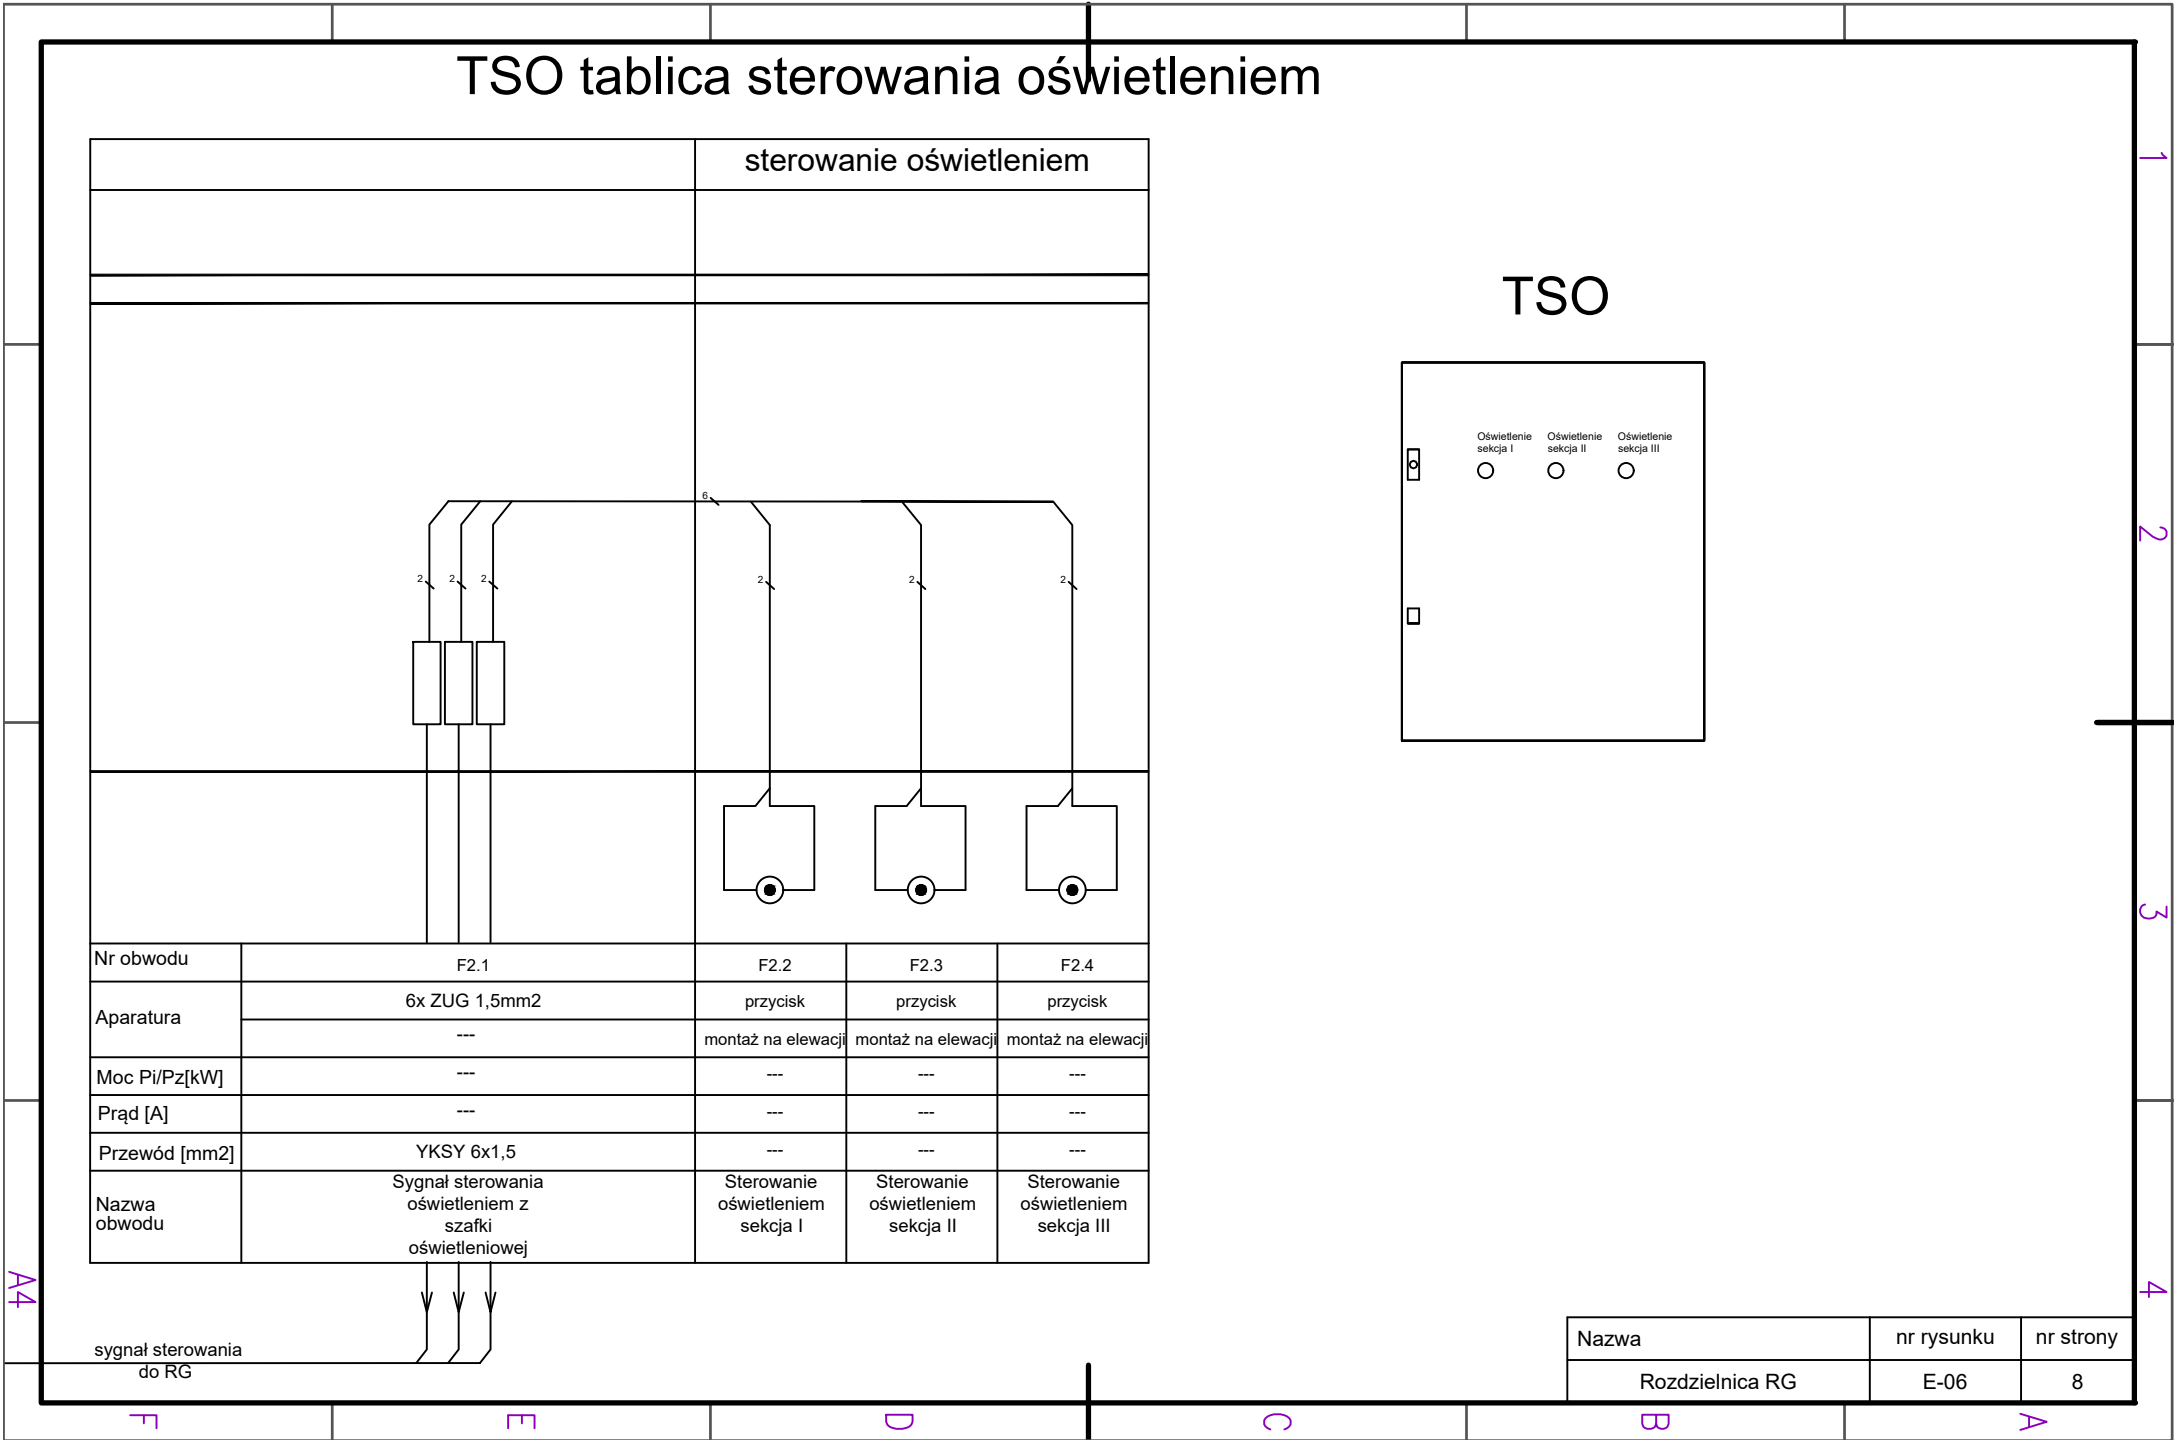 TSO tablica sterowania oświetleniem
sterowanie oświetleniem
TSO
Oświetlenie sekcja I
Oświetlenie sekcja II
Oświetlenie sekcja III
6
2 2 2 2 2 2
Nr obwodu F2.1 F2.2 F2.3 F2.4
Aparatura
6x ZUG 1,5mm2 przycisk przycisk przycisk
--- montaż na elewacji montaż na elewacji montaż na elewacji
Moc Pi/Pz[kW] --- --- --- ---
Prąd [A] --- --- --- ---
Przewód [mm2] YKSY 6x1,5 --- --- ---
Nazwa
obwodu
Sygnał sterowania
oświetleniem z
szafki
oświetleniowej
Sterowanie
oświetleniem
sekcja I
Sterowanie
oświetleniem
sekcja II
Sterowanie
oświetleniem
sekcja III
sygnał sterowania
do RG
Nazwa nr rysunku nr strony
Rozdzielnica RG E-06 8
1
2
3
4
A4
F E D C B A